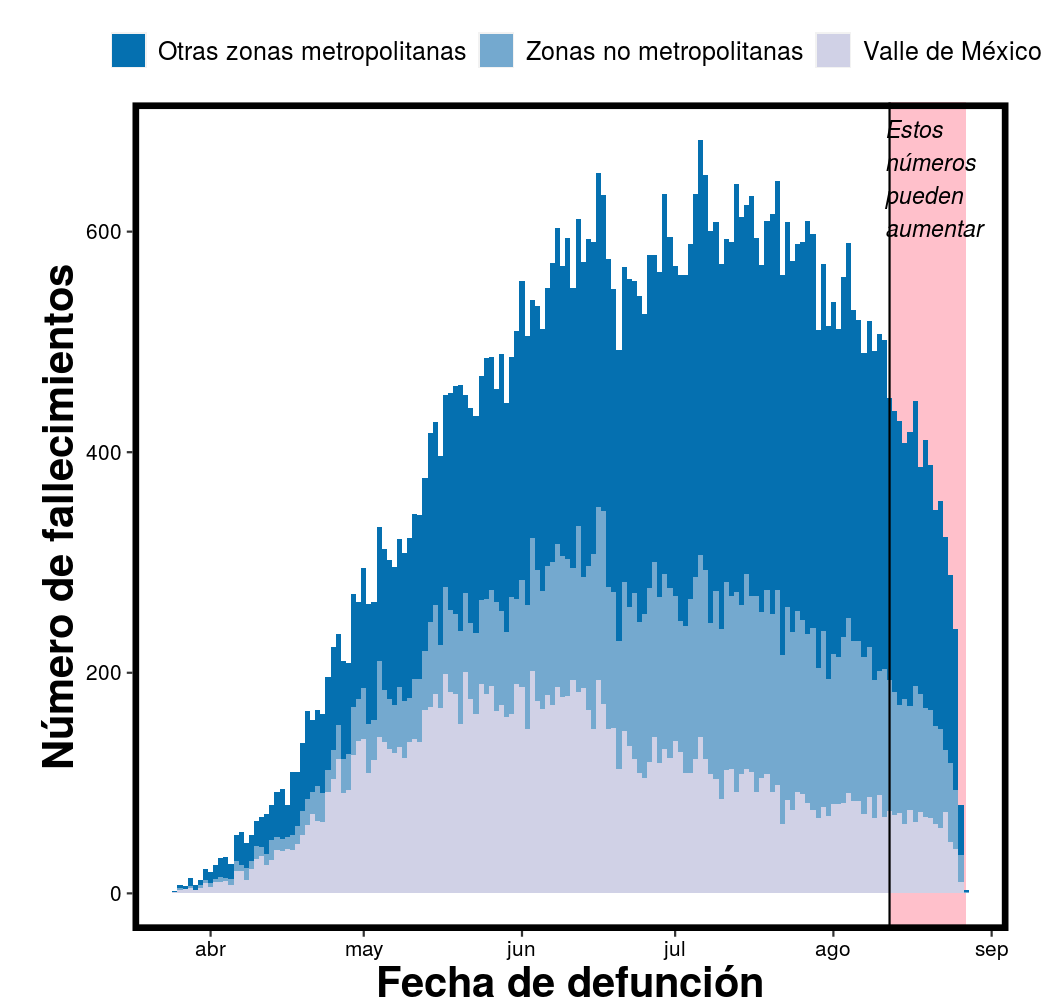 Otras zonas metropolitanas Zonas no metropolitanas Valle de México
Estos
números
pueden
aumentar
600
400
200
0
Número de fallecimientos
abr may jun jul ago sep
Fecha de defunción